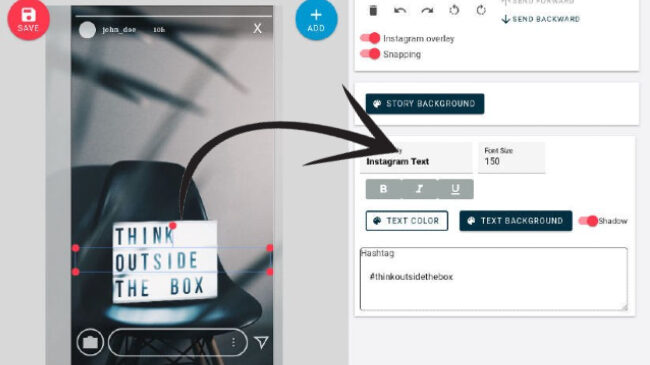 SAVE
john_doe 10h X
ADD
SEND FORWARD
SEND BACKWARD
Instagram overlay
Snapping
STORY BACKGROUND
Instagram Text
Font Size
150
B I U
TEXT COLOR
TEXT BACKGROUND
Shadow
Hashtag
#thinkoutsidethebox
THINK
OUTSIDE
THE BOX